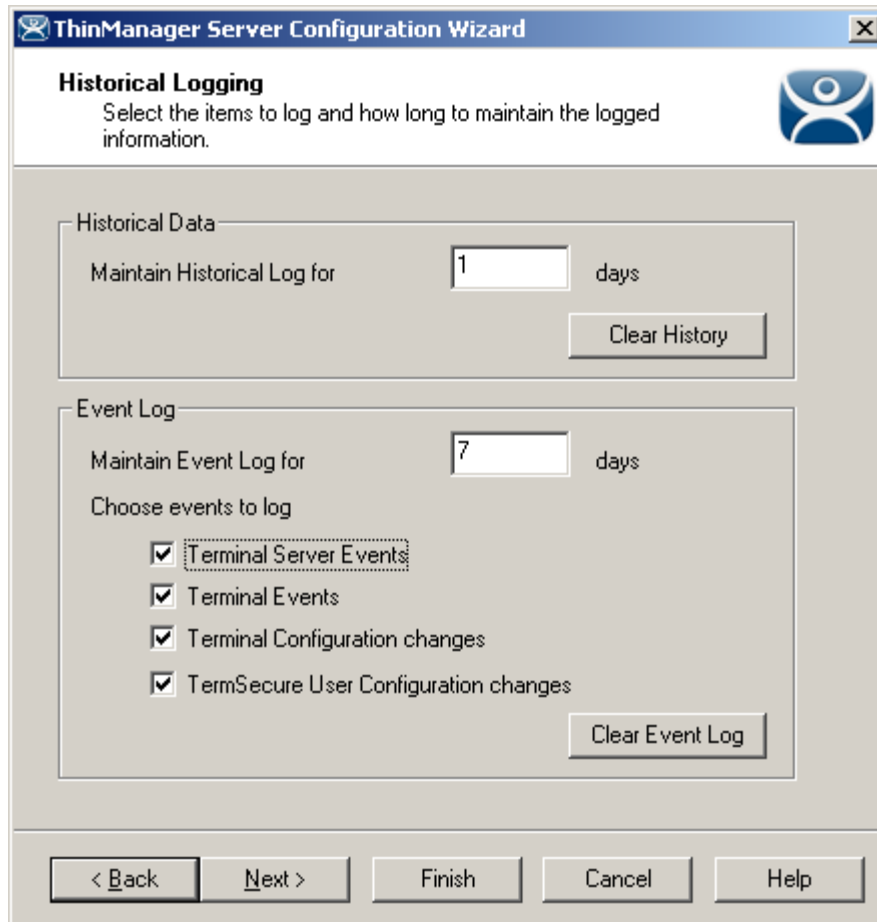 ThinManager Server Configuration Wizard
Historical Logging
Select the items to log and how long to maintain the logged
information.
Historical Data
Maintain Historical Log for 1 days
Clear History
Event Log
Maintain Event Log for 7 days
Choose events to log
Terminal Server Events
Terminal Events
Terminal Configuration changes
TermSecure User Configuration changes
Clear Event Log
< Back Next > Finish Cancel Help